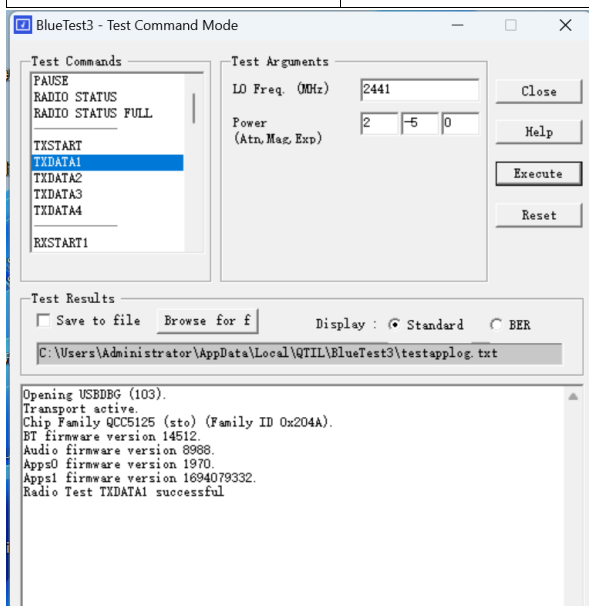 BlueTest3 - Test Command Mode
Test Commands
PAUSE
RADIO STATUS
RADIO STATUS FULL
TXSTART
TXDATA1
TXDATA2
TXDATA3
TXDATA4
RXSTART1
Test Arguments
LO Freq. (MHz) 2441
Power 2 -5 0
(Atn, Mag, Exp)
Close
Help
Execute
Reset
Test Results
Save to file Browse for f Display : Standard BER
C:\Users\Administrator\AppData\Local\QTIL\BlueTest3\testapplog.txt
Opening USBDBG (103).
Transport active.
Chip Family QCC5125 (sto) (Family ID 0x204A).
BT firmware version 14512.
Audio firmware version 8988.
Apps0 firmware version 1970.
Apps1 firmware version 1694079332.
Radio Test TXDATA1 successful